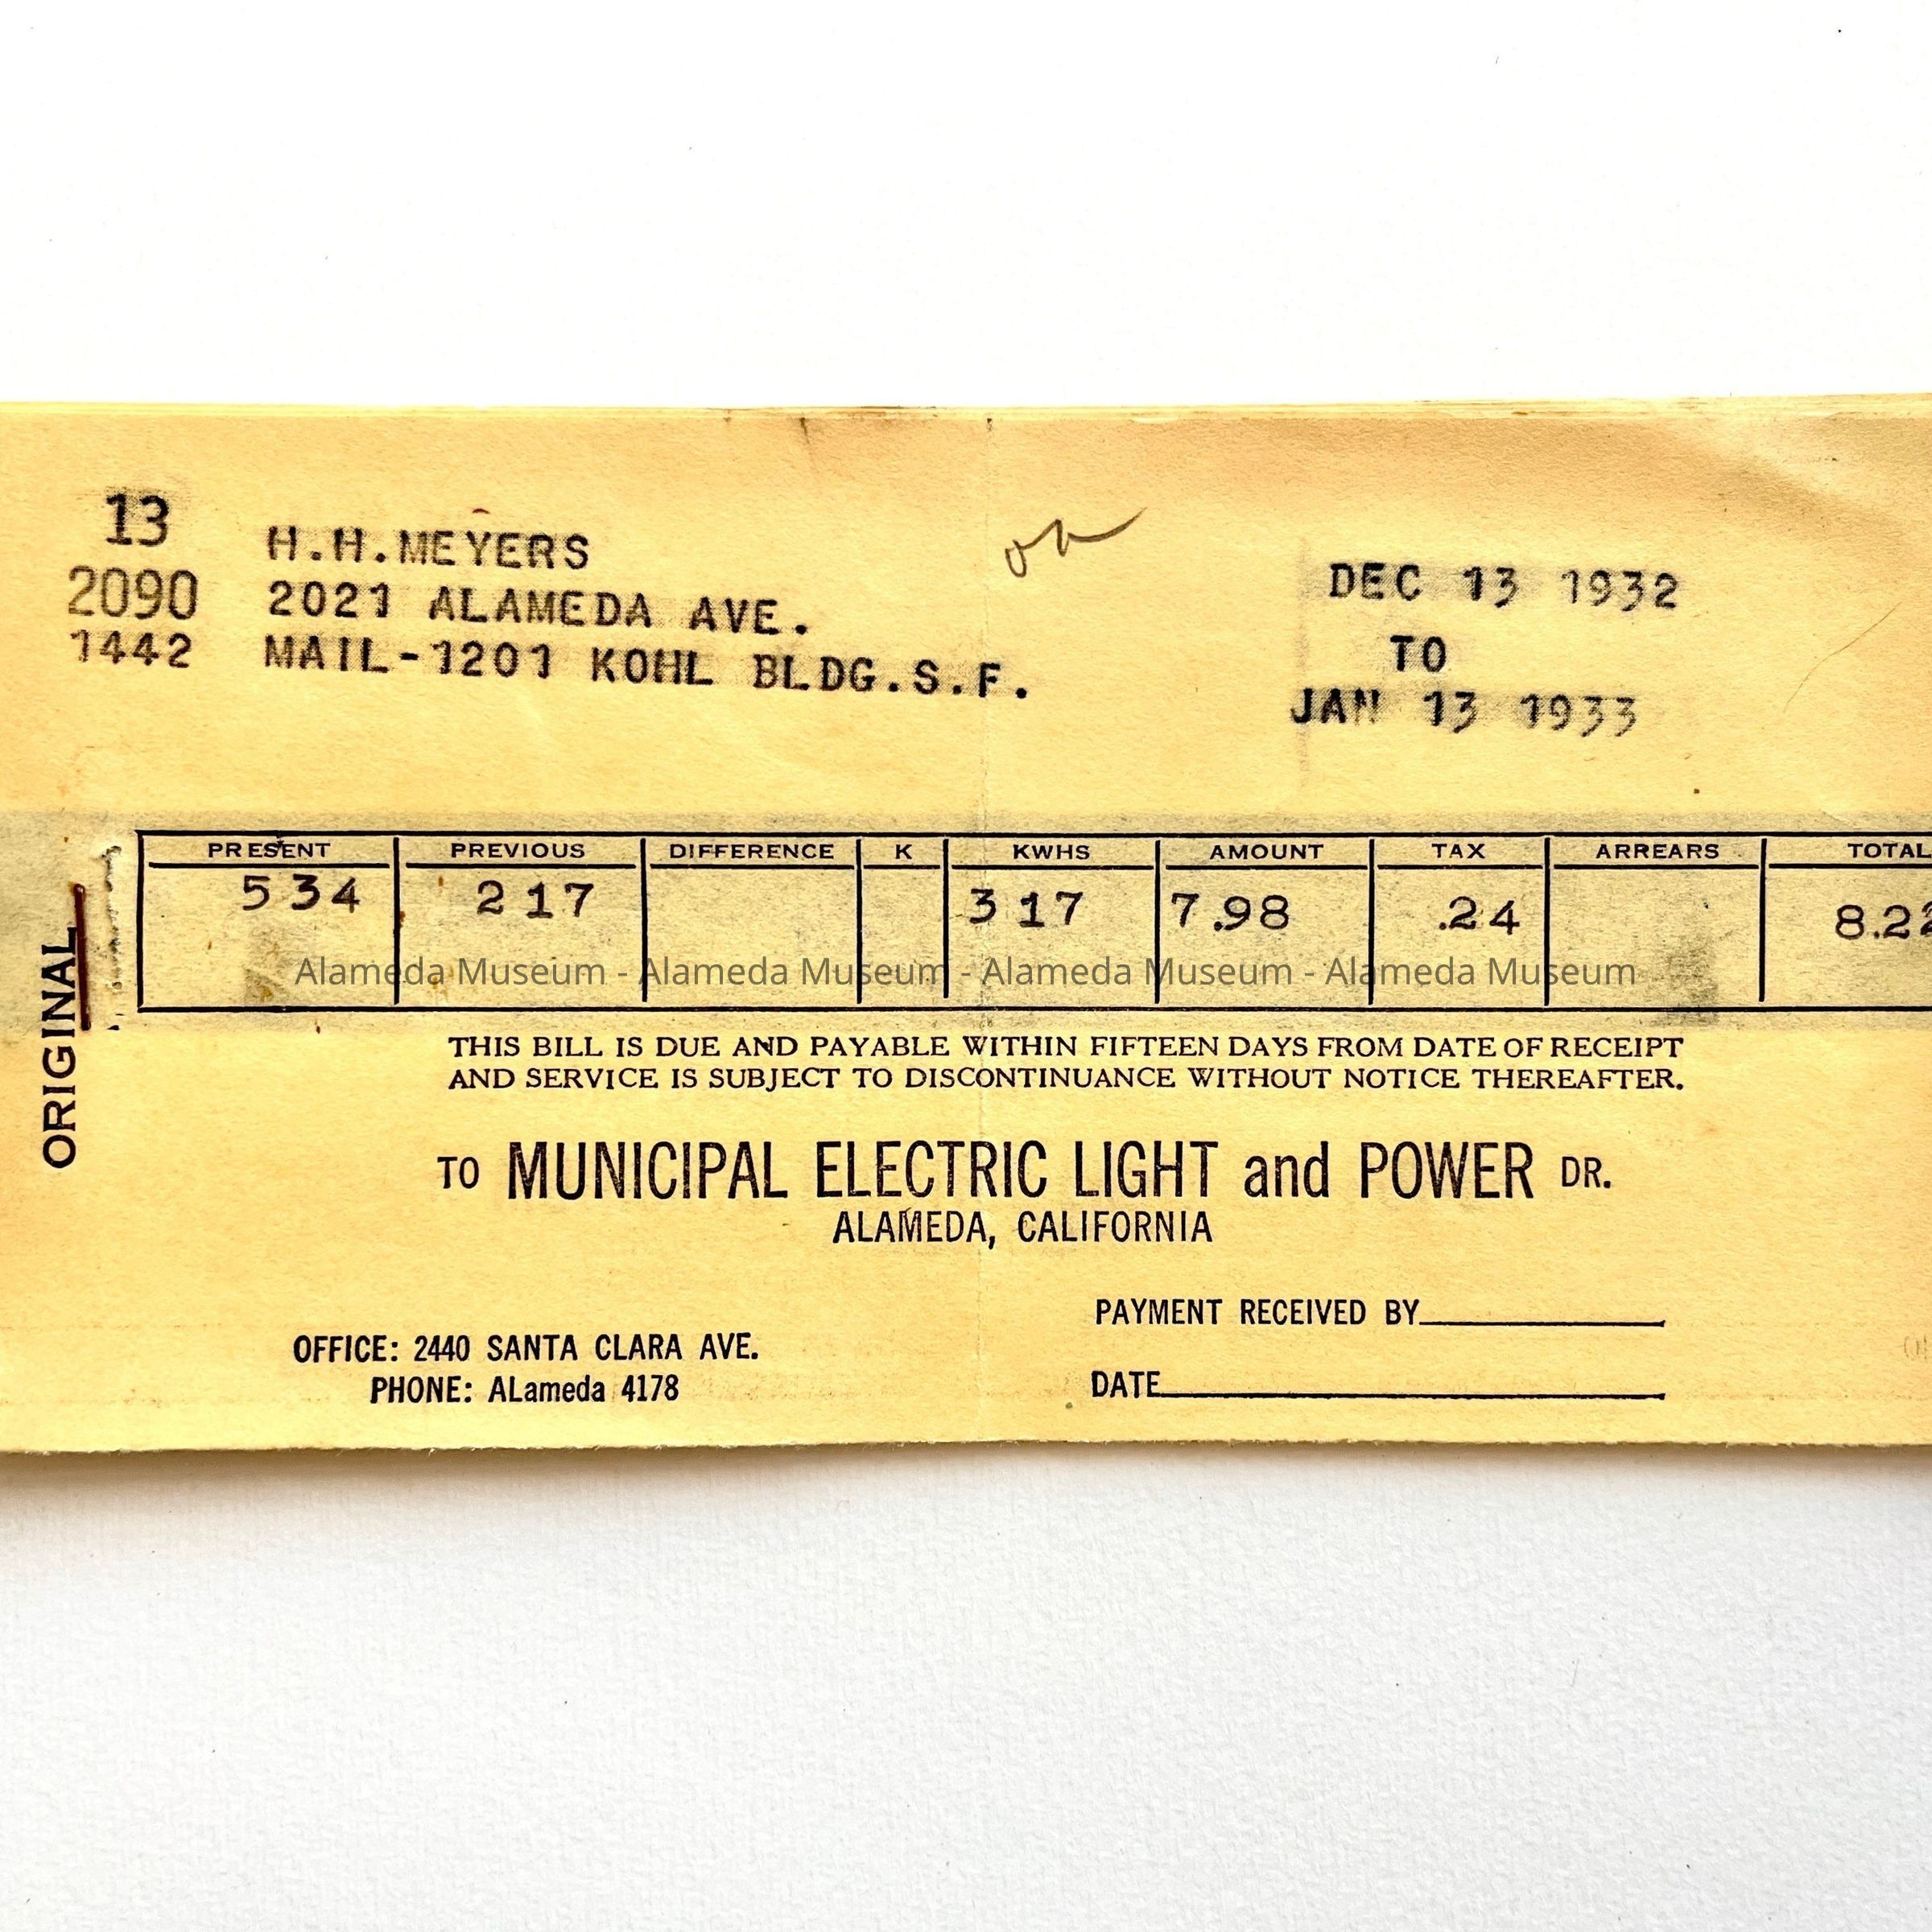 13
2090
1442
H.H.MEYERS
2021 ALAMEDA AVE.
MAIL-1201 KOHL BLDG.S.F.
DEC 13 1932
TO
JAN 13 1933
PRESENT PREVIOUS DIFFERENCE K KWHS AMOUNT TAX ARREARS TOTAL
534 217 317 7.98 .24 8.22
Alameda Museum - Alameda Museum - Alameda Museum - Alameda Museum
ORIGINAL
THIS BILL IS DUE AND PAYABLE WITHIN FIFTEEN DAYS FROM DATE OF RECEIPT
AND SERVICE IS SUBJECT TO DISCONTINUANCE WITHOUT NOTICE THEREAFTER.
TO MUNICIPAL ELECTRIC LIGHT and POWER DR.
ALAMEDA, CALIFORNIA
OFFICE: 2440 SANTA CLARA AVE.
PHONE: ALameda 4178
PAYMENT RECEIVED BY
DATE